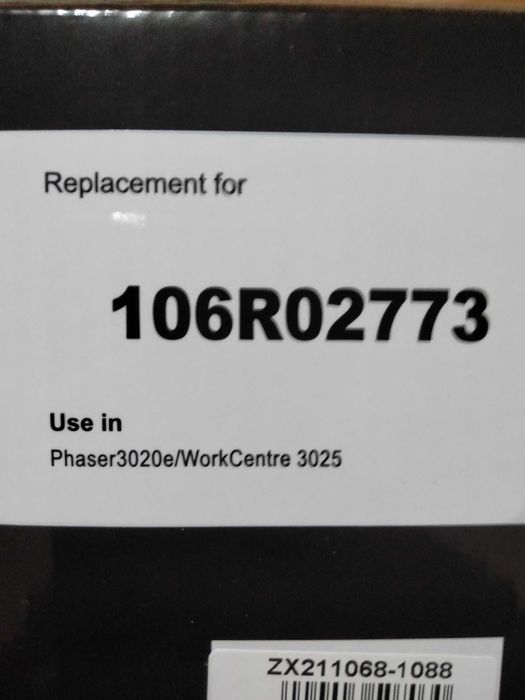 Replacement for
106R02773
Use in
Phaser3020e/WorkCentre 3025
ZX211068-1088